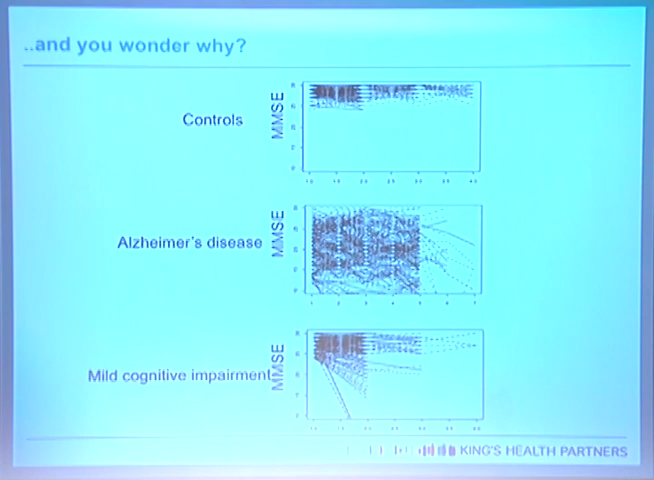 ..and you wonder why?
Controls
MMSE
Alzheimer's disease
MMSE
Mild cognitive impairment
MMSE
KING'S HEALTH PARTNERS